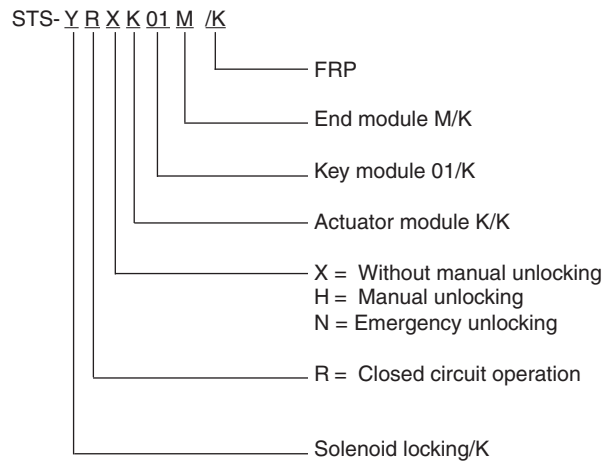 STS- Y R X K 01 M /K
FRP
End module M/K
Key module 01/K
Actuator module K/K
X = Without manual unlocking
H = Manual unlocking
N = Emergency unlocking
R = Closed circuit operation
Solenoid locking/K